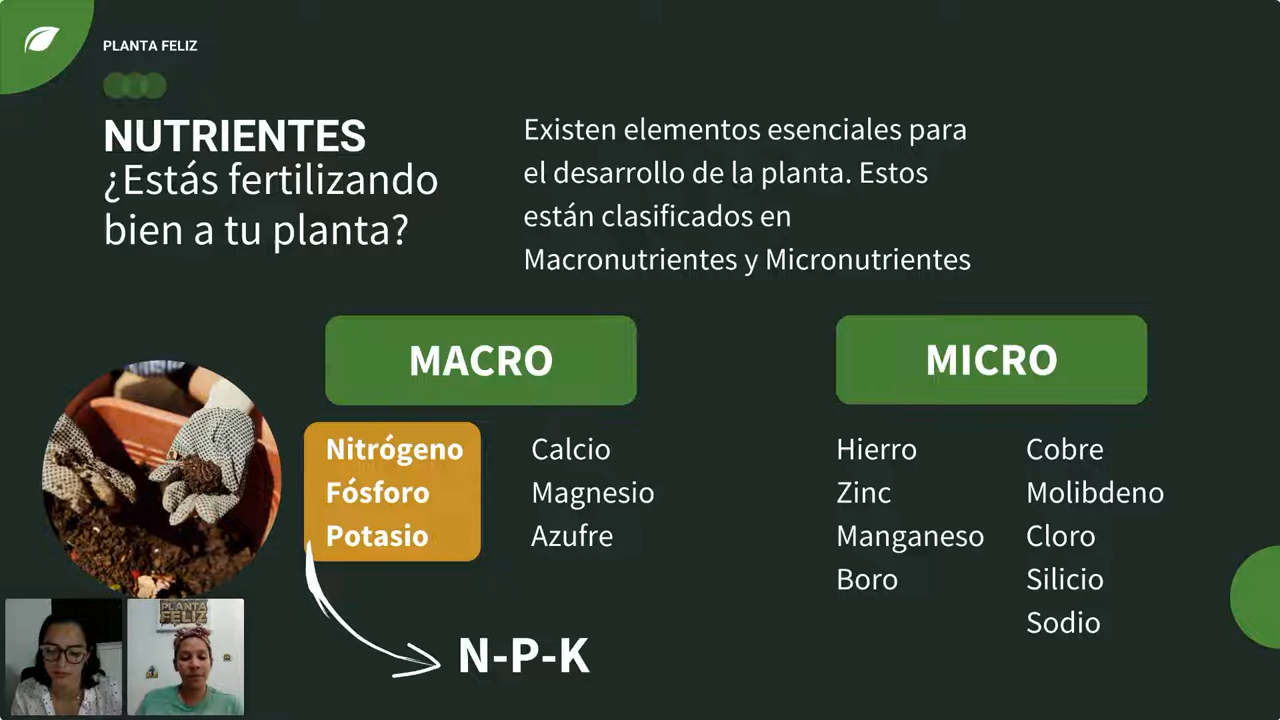 PLANTA FELIZ
NUTRIENTES
¿Estás fertilizando
bien a tu planta?
Existen elementos esenciales para
el desarrollo de la planta. Estos
están clasificados en
Macronutrientes y Micronutrientes
MACRO
Nitrógeno
Fósforo
Potasio
Calcio
Magnesio
Azufre
N-P-K
MICRO
Hierro
Zinc
Manganeso
Boro
Cobre
Molibdeno
Cloro
Silicio
Sodio
PLANTA
FELIZ